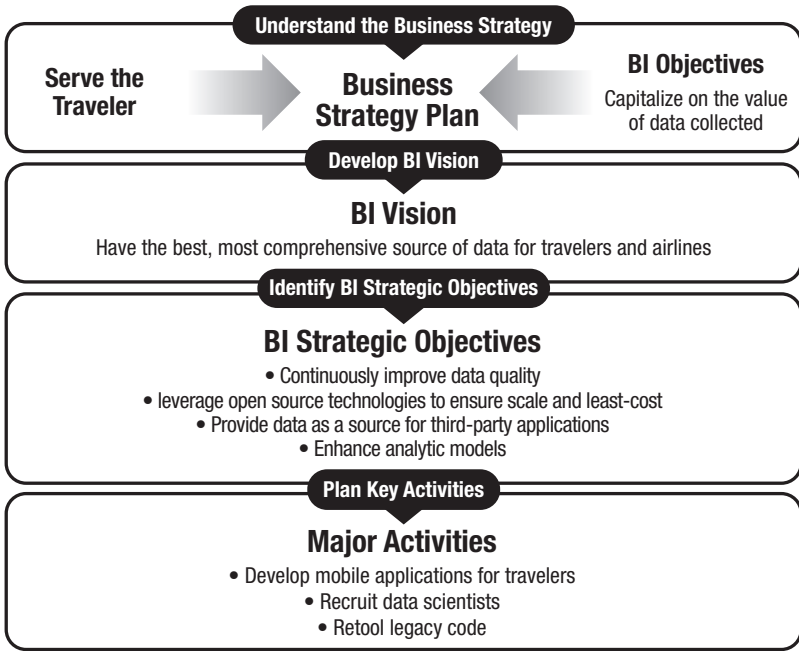 Understand the Business Strategy
Serve the
Traveler
Business
Strategy Plan
BI Objectives
Capitalize on the value
of data collected
Develop BI Vision
BI Vision
Have the best, most comprehensive source of data for travelers and airlines
Identify BI Strategic Objectives
BI Strategic Objectives
• Continuously improve data quality
• leverage open source technologies to ensure scale and least-cost
• Provide data as a source for third-party applications
• Enhance analytic models
Plan Key Activities
Major Activities
• Develop mobile applications for travelers
• Recruit data scientists
• Retool legacy code